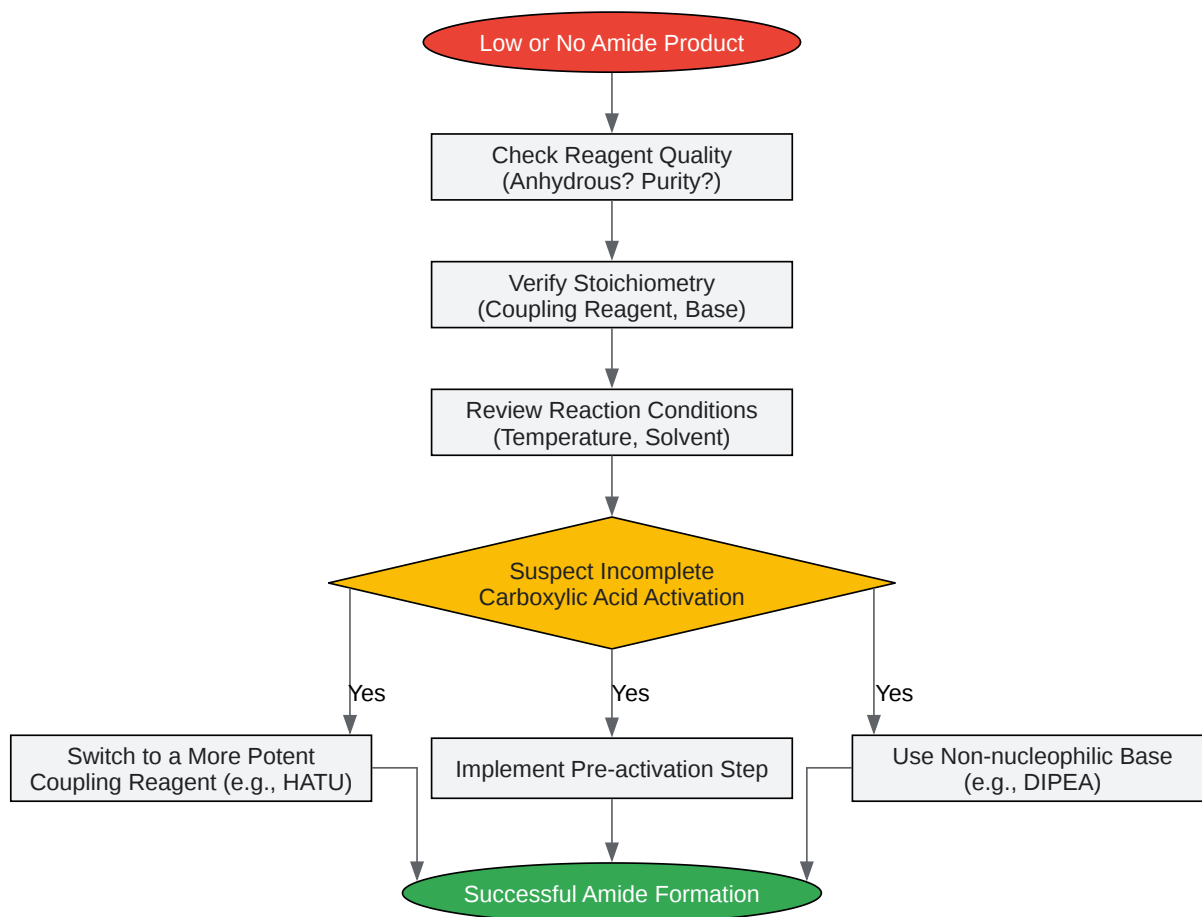 Low or No Amide Product
Check Reagent Quality
(Anhydrous? Purity?)
Verify Stoichiometry
(Coupling Reagent, Base)
Review Reaction Conditions
(Temperature, Solvent)
Suspect Incomplete
Carboxylic Acid Activation
Yes
Yes
Yes
Switch to a More Potent
Coupling Reagent (e.g., HATU)
Implement Pre-activation Step
Use Non-nucleophilic Base
(e.g., DIPEA)
Successful Amide Formation